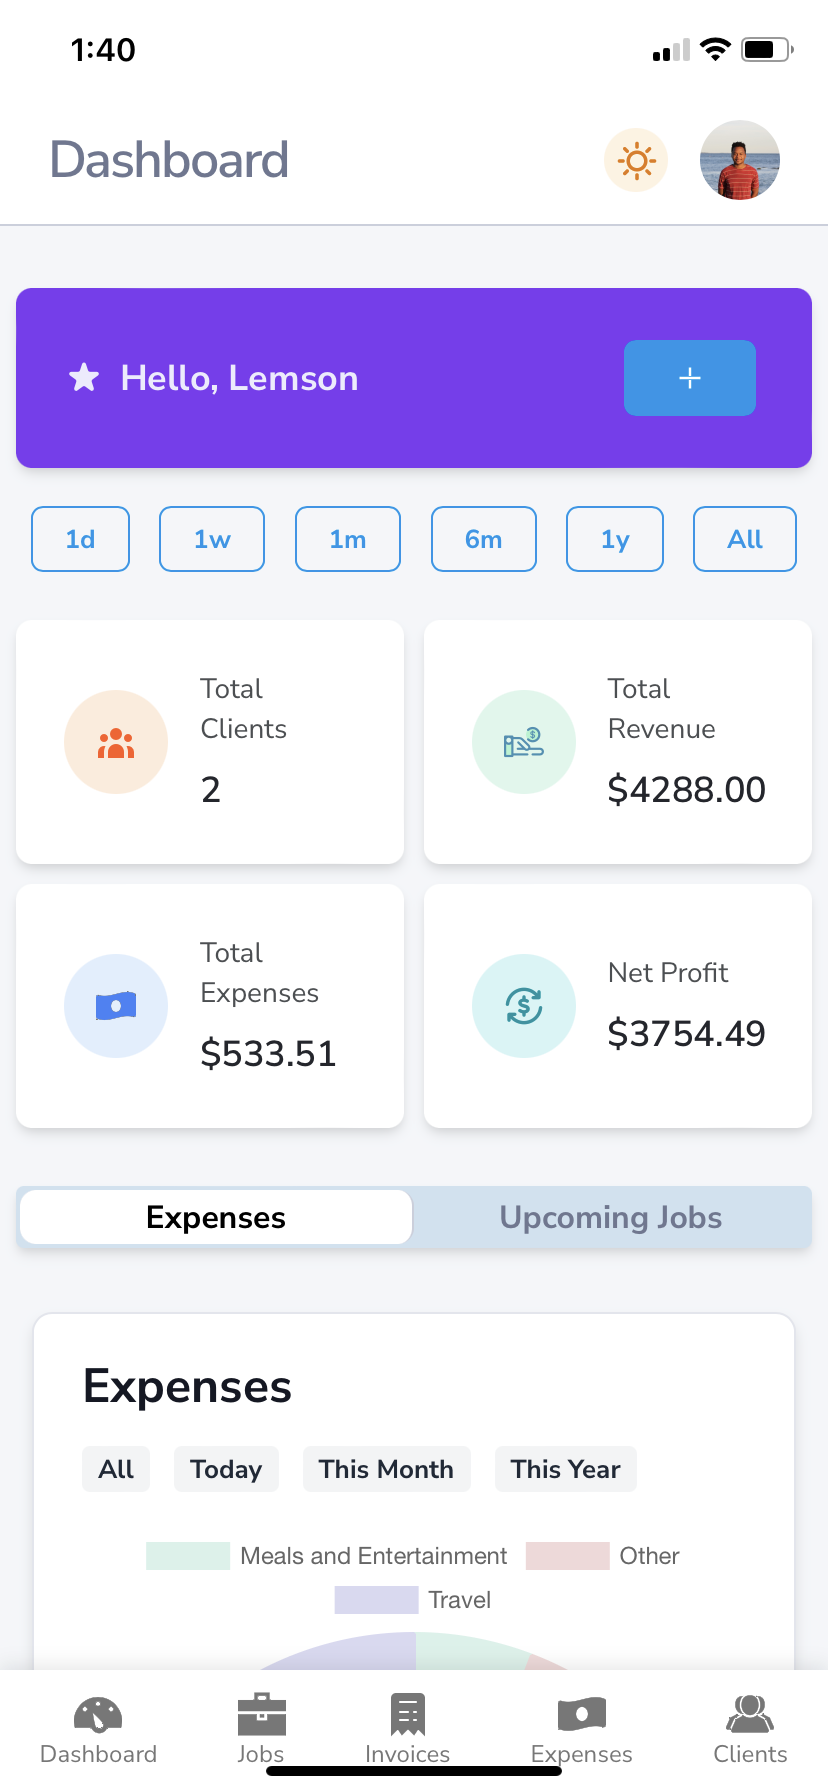 1:40
Dashboard
Hello, Lemson
+
1d 1w 1m 6m 1y All
Total
Clients
2
Total
Revenue
$4288.00
Total
Expenses
$533.51
Net Profit
$3754.49
Expenses Upcoming Jobs
Expenses
All Today This Month This Year
Meals and Entertainment Other
Travel
Dashboard Jobs Invoices Expenses Clients